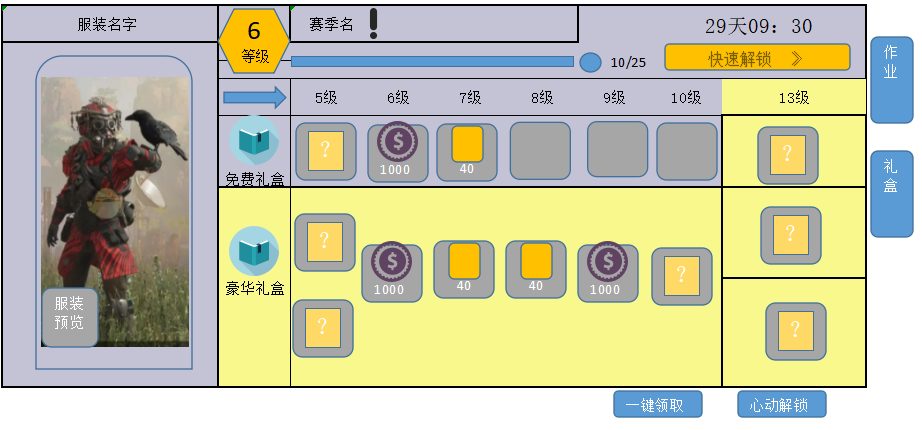 服装名字
6
等级
赛季名
29天09：30
10/25
快速解锁 》
作
业
5级 6级 7级 8级 9级 10级 13级
免费礼盒
?
$
1000
40
?
礼
盒
豪华礼盒
?
?
$
1000
40
40
$
1000
?
?
?
服装
预览
一键领取
心动解锁